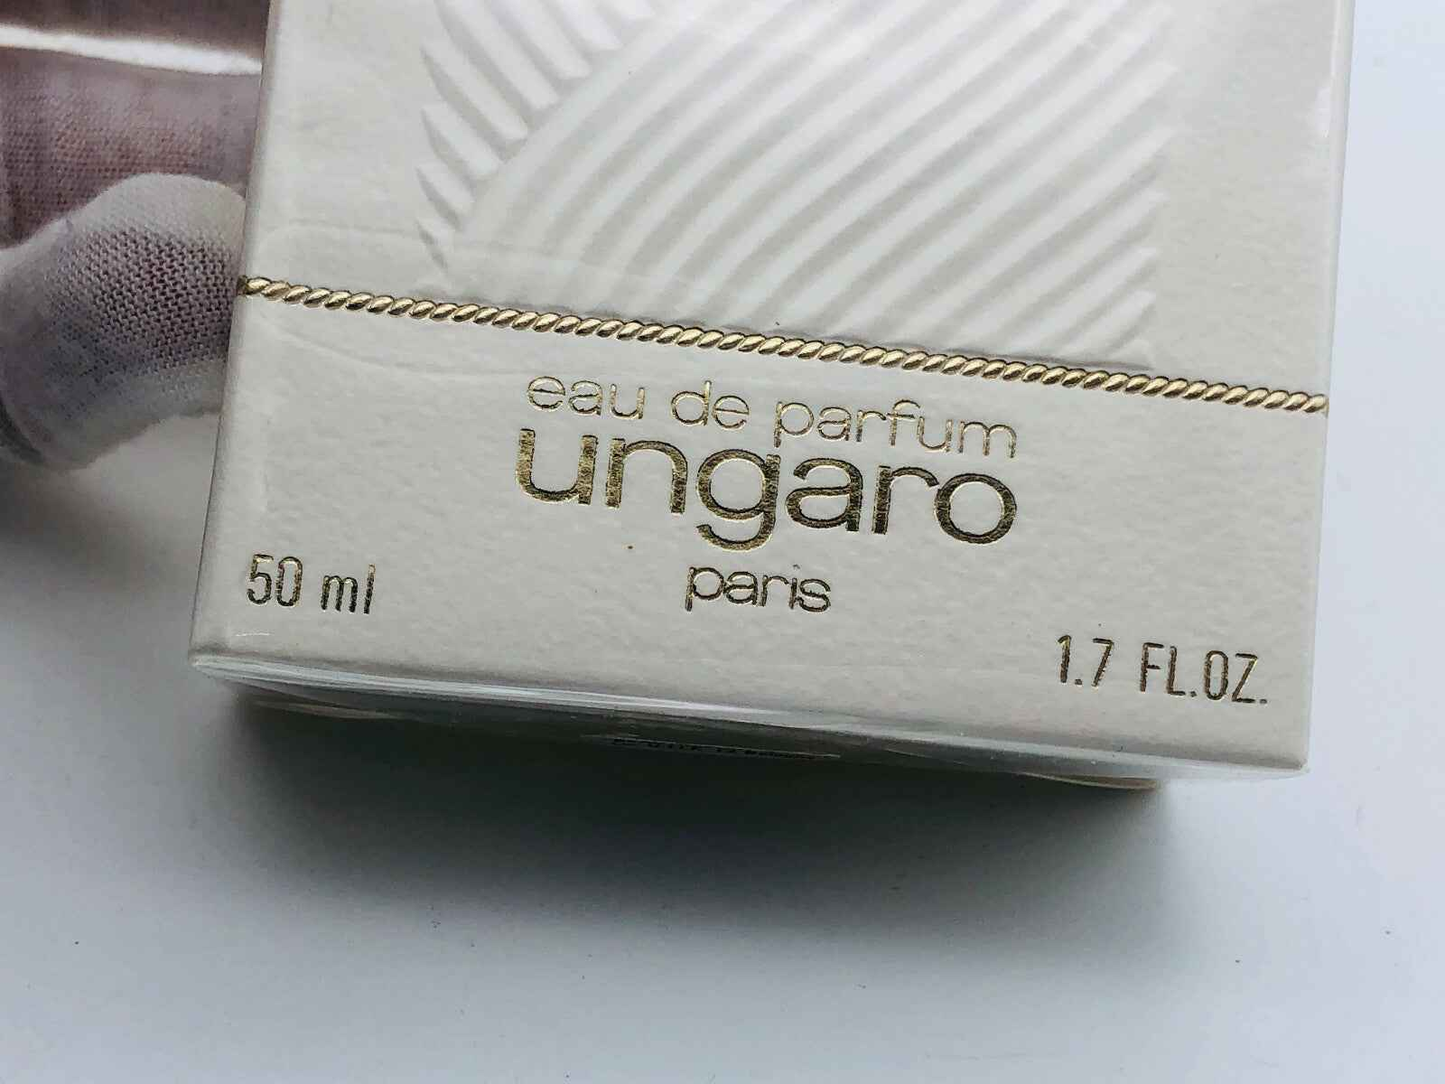 eau de parfum
ungaro
paris
50 ml
1.7 FL.OZ.